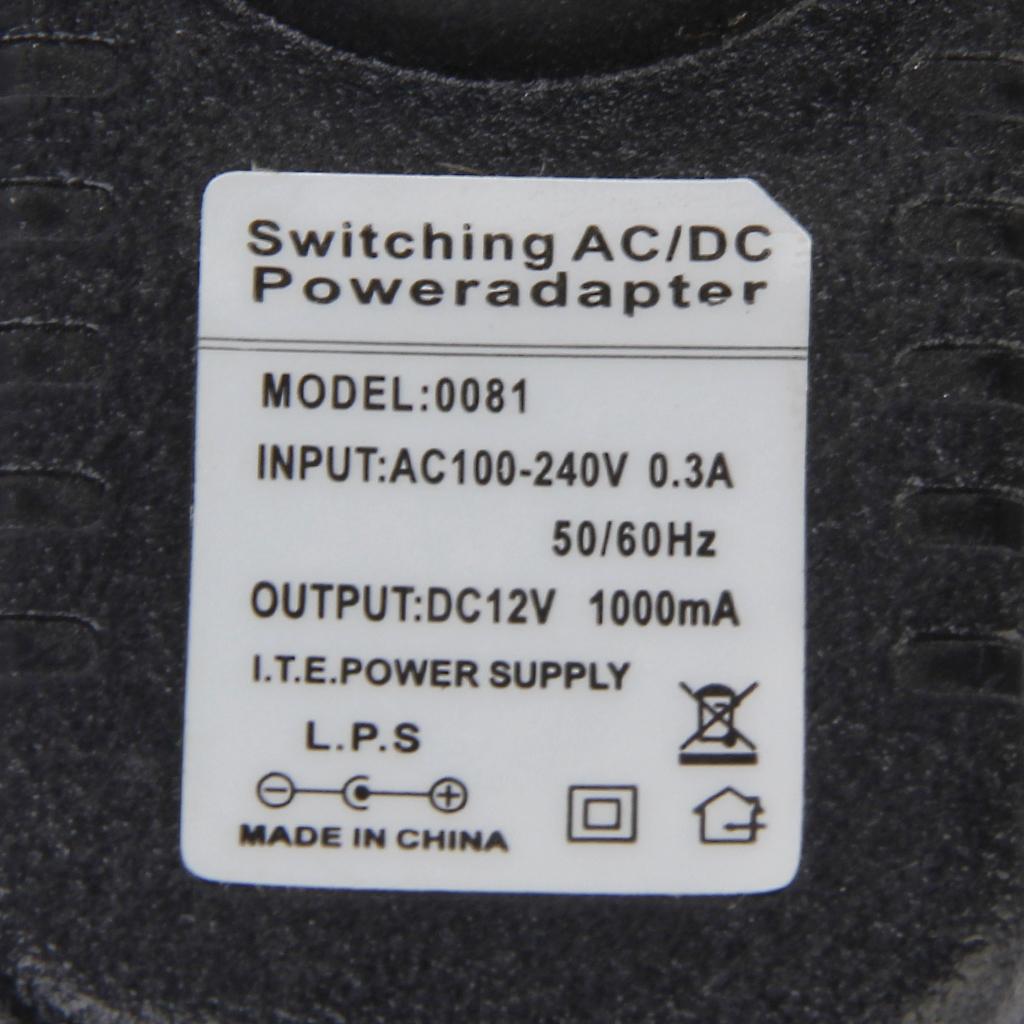 Switching AC/DC
Poweradapter
MODEL:0081
INPUT:AC100-240V 0.3A
50/60Hz
OUTPUT:DC12V 1000mA
I.T.E.POWER SUPPLY
L.P.S
MADE IN CHINA